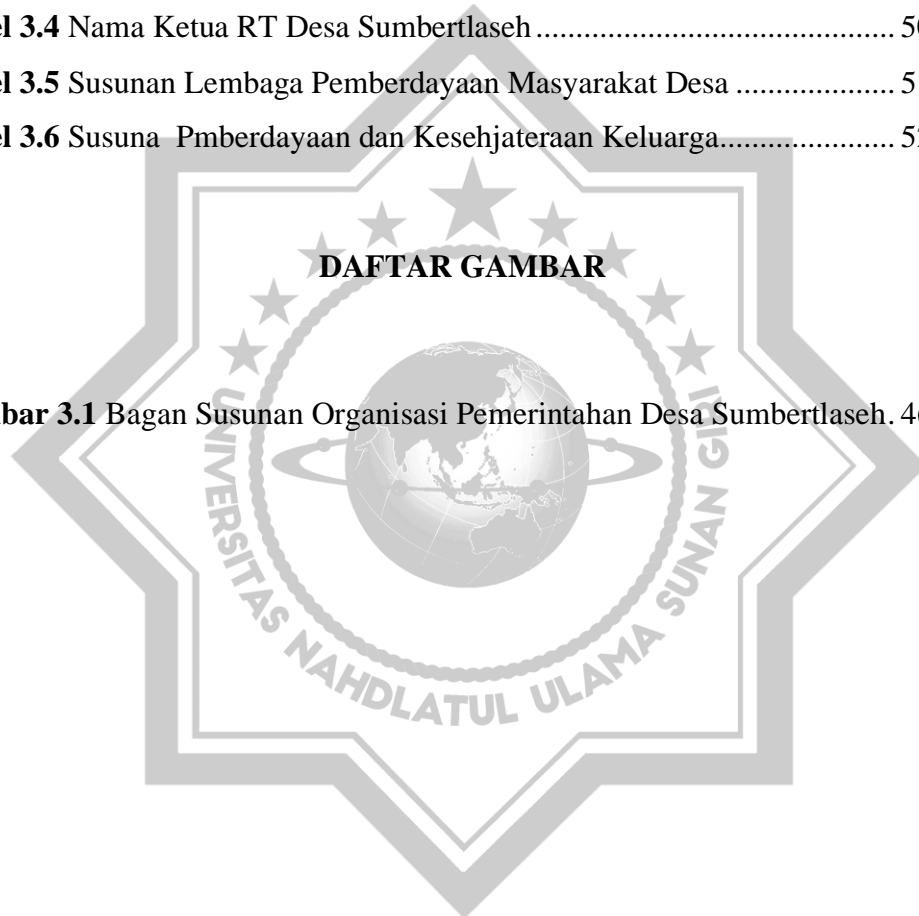 el 3.4 Nama Ketua RT Desa Sumbertlaseh ........................................... 50
el 3.5 Susunan Lembaga Pemberdayaan Masyarakat Desa ................... 5
el 3.6 Susuna Pmberdayaan dan Kesehjateraan Keluarga..................... 5
DAFTAR GAMBAR
bar 3.1 Bagan Susunan Organisasi Pemerintahan Desa Sumbertlaseh. 46
UNIVERSITAS NAHDLATUL ULAMA SUNAN GIRI